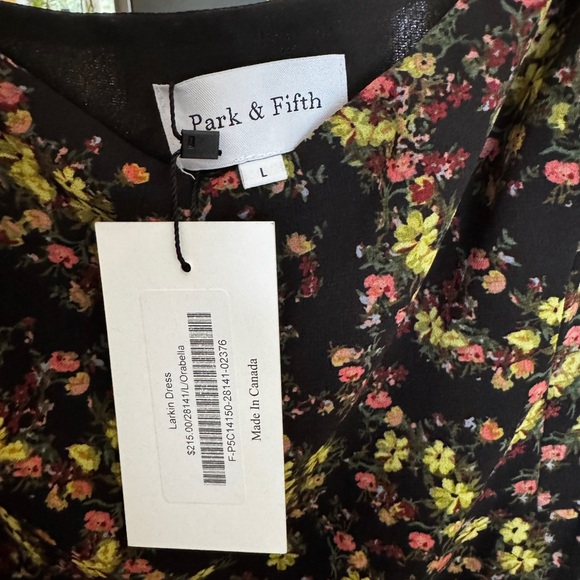 Park & Fifth
L
Larkin Dress
$215.00/28141/L/Orabella
F-P5C14150-28141-02376
Made In Canada